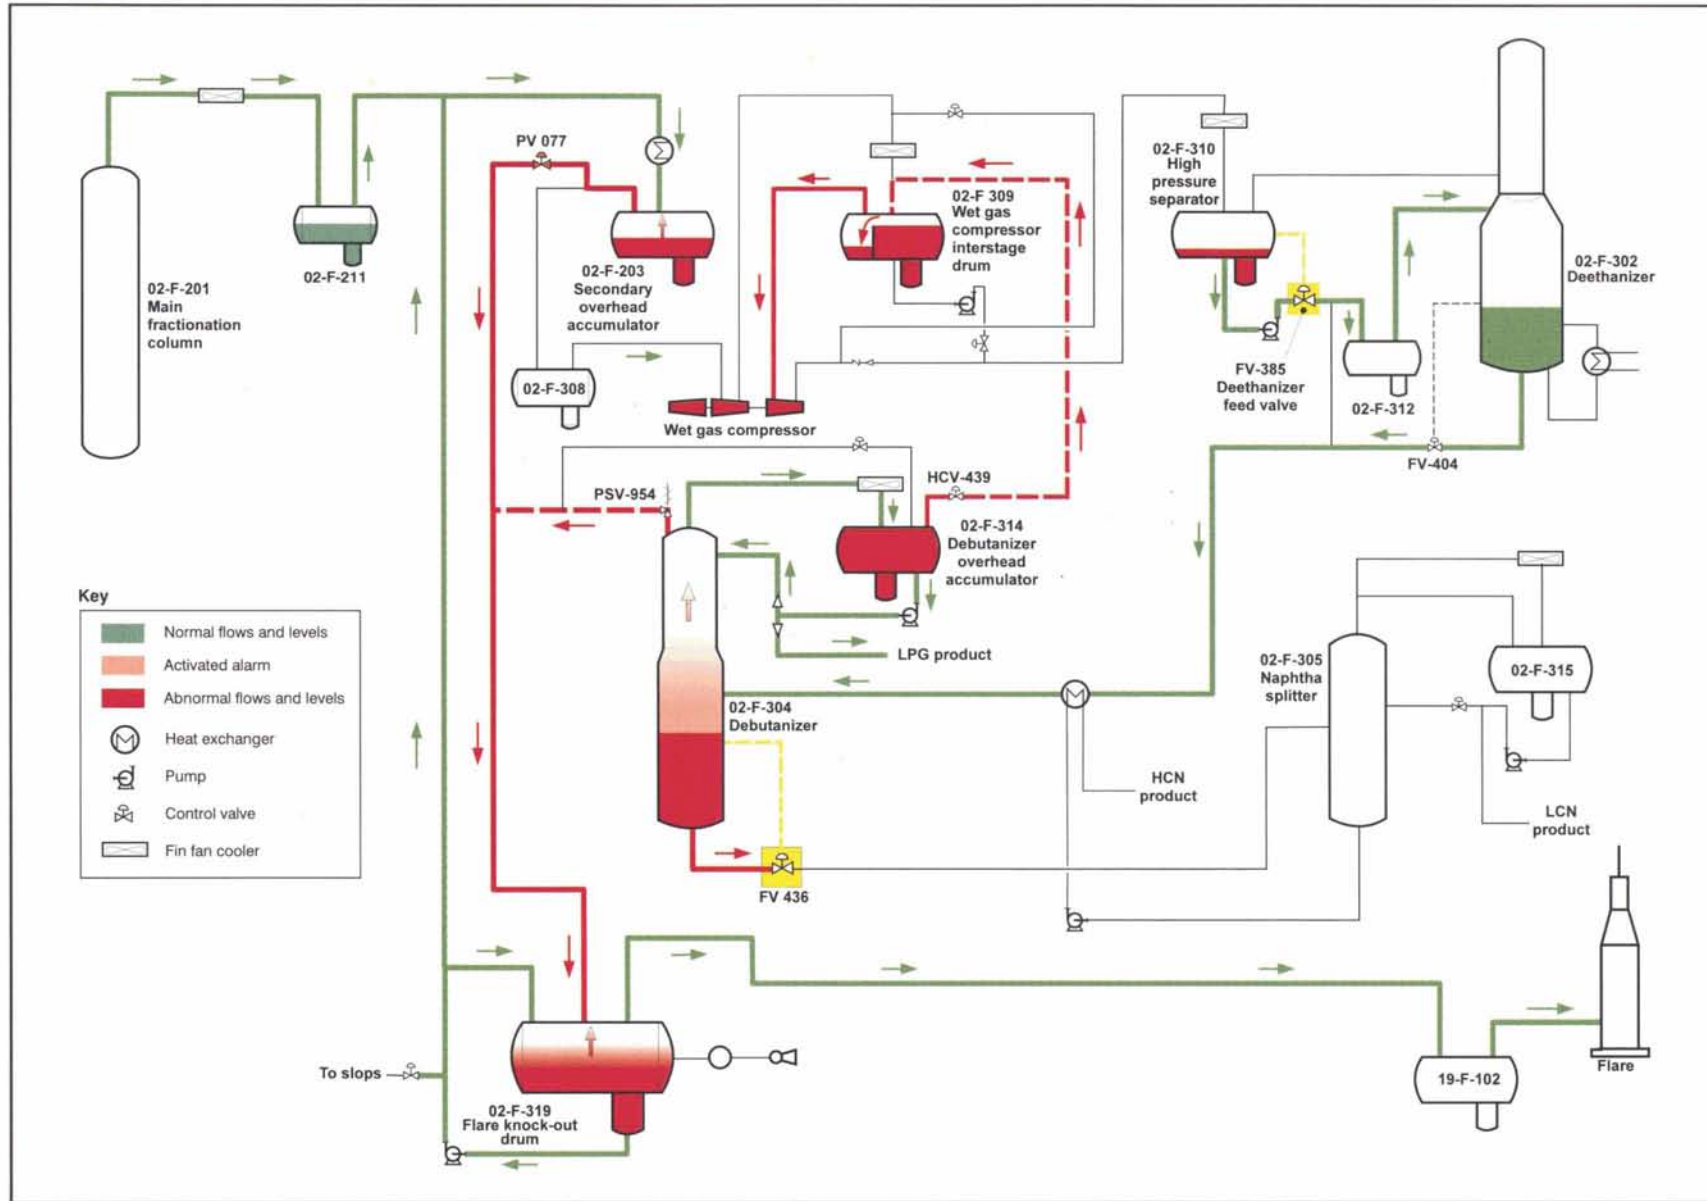 PV 077
02-F-201
Main
fractionation
column
02-F-211
02-F-203
Secondary
overhead
accumulator
02-F 309
Wet gas
compressor
interstage
drum
02-F-310
High
pressure
separator
02-F-302
Deethanizer
02-F-308
Wet gas compressor
FV-385
Deethanizer
feed valve
02-F-312
FV-404
PSV-954
HCV-439
02-F-314
Debutanizer
overhead
accumulator
LPG product
02-F-304
Debutanizer
02-F-305
Naphtha
splitter
02-F-315
HCN
product
LCN
product
FV 436
Key
Normal flows and levels
Activated alarm
Abnormal flows and levels
Heat exchanger
Pump
Control valve
Fin fan cooler
To slops
02-F-319
Flare knock-out
drum
19-F-102
Flare